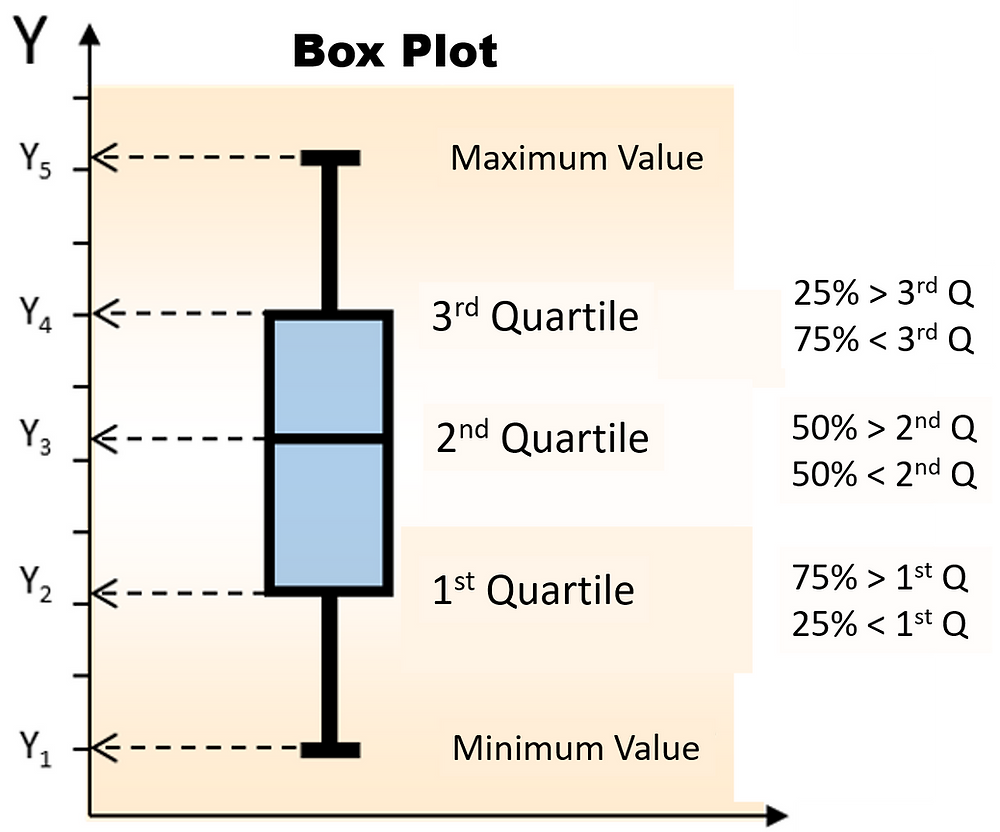 Y
Box Plot
Y5
Maximum Value
Y4
3rd Quartile
25% > 3rd Q
75% < 3rd Q
Y3
2nd Quartile
50% > 2nd Q
50% < 2nd Q
Y2
1st Quartile
75% > 1st Q
25% < 1st Q
Y1
Minimum Value